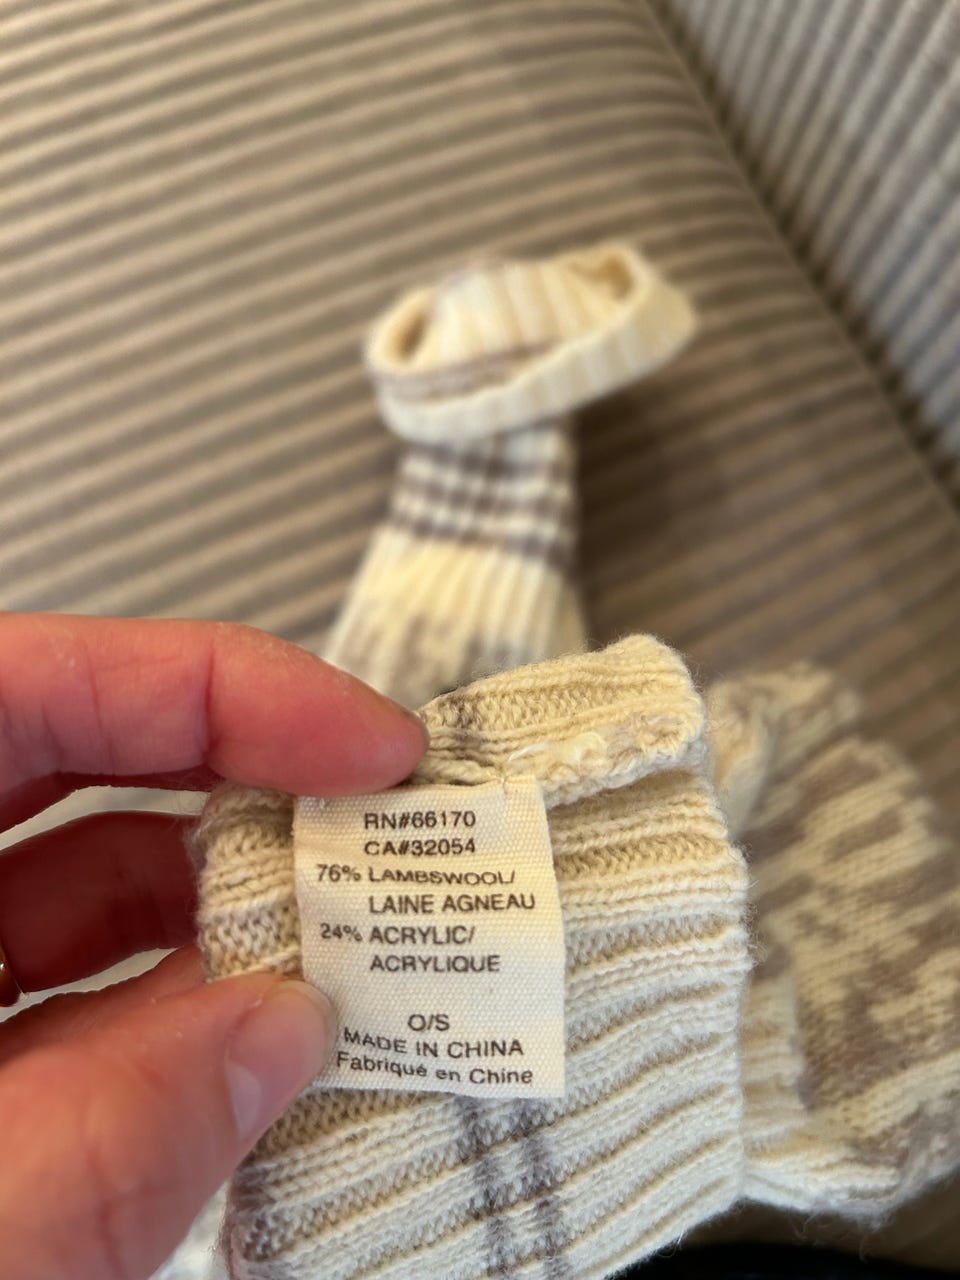 RN#66170
CA#32054
76% LAMBSWOOL/
LAINE AGNEAU
24% ACRYLIC/
ACRYLIQUE
O/S
MADE IN CHINA
Fabriqué en Chine